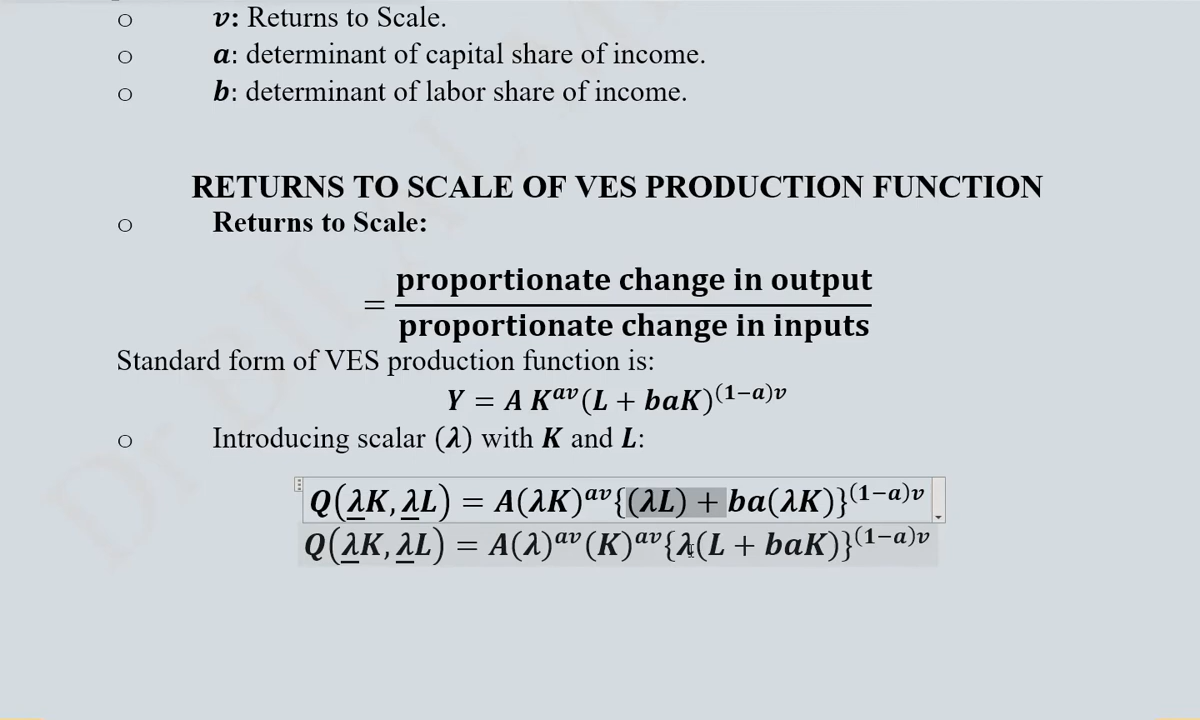 ○ v: Returns to Scale.
○ a: determinant of capital share of income.
○ b: determinant of labor share of income.
RETURNS TO SCALE OF VES PRODUCTION FUNCTION
○ Returns to Scale:
= proportionate change in output
proportionate change in inputs
Standard form of VES production function is:
Y = A K^{av}(L + baK)^{(1−a)v}
○ Introducing scalar (λ) with K and L:
Q(λK, λL) = A(λK)^{av}{(λL) + ba(λK)}^{(1−a)v}
Q(λK, λL) = A(λ)^{av}(K)^{av}{λ(L + baK)}^{(1−a)v}